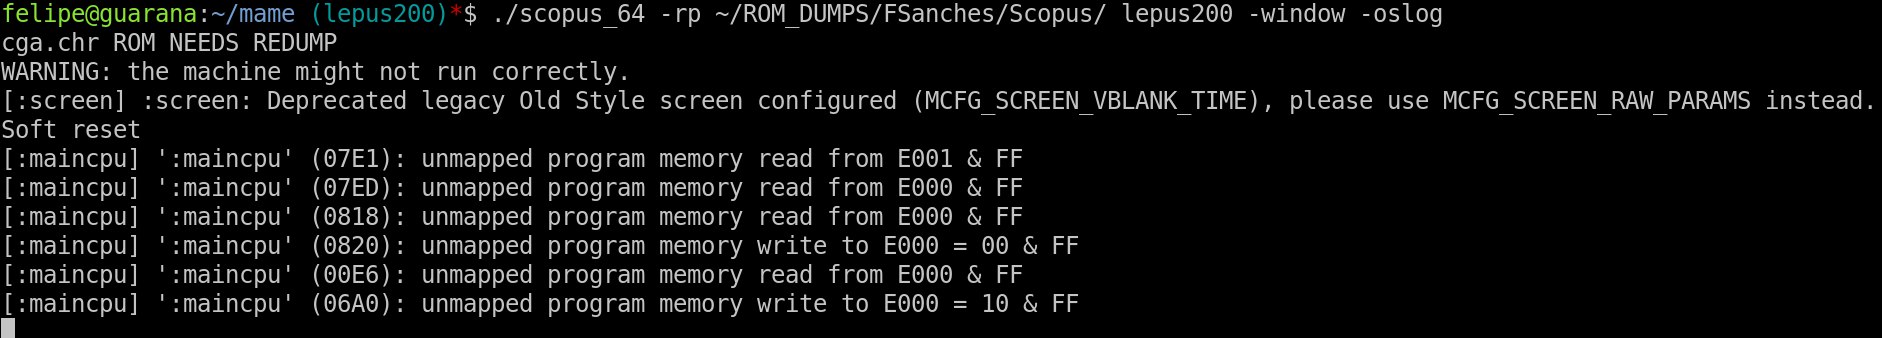 felipe@guarana:~/mame (lepus200)*$ ./scopus_64 -rp ~/ROM_DUMPS/FSanches/Scopus/ lepus200 -window -oslog
cga.chr ROM NEEDS REDUMP
WARNING: the machine might not run correctly.
[:screen] :screen: Deprecated legacy Old Style screen configured (MCFG_SCREEN_VBLANK_TIME), please use MCFG_SCREEN_RAW_PARAMS instead.
Soft reset
[:maincpu] ':maincpu' (07E1): unmapped program memory read from E001 & FF
[:maincpu] ':maincpu' (07ED): unmapped program memory read from E000 & FF
[:maincpu] ':maincpu' (0818): unmapped program memory read from E000 & FF
[:maincpu] ':maincpu' (0820): unmapped program memory write to E000 = 00 & FF
[:maincpu] ':maincpu' (00E6): unmapped program memory read from E000 & FF
[:maincpu] ':maincpu' (06A0): unmapped program memory write to E000 = 10 & FF